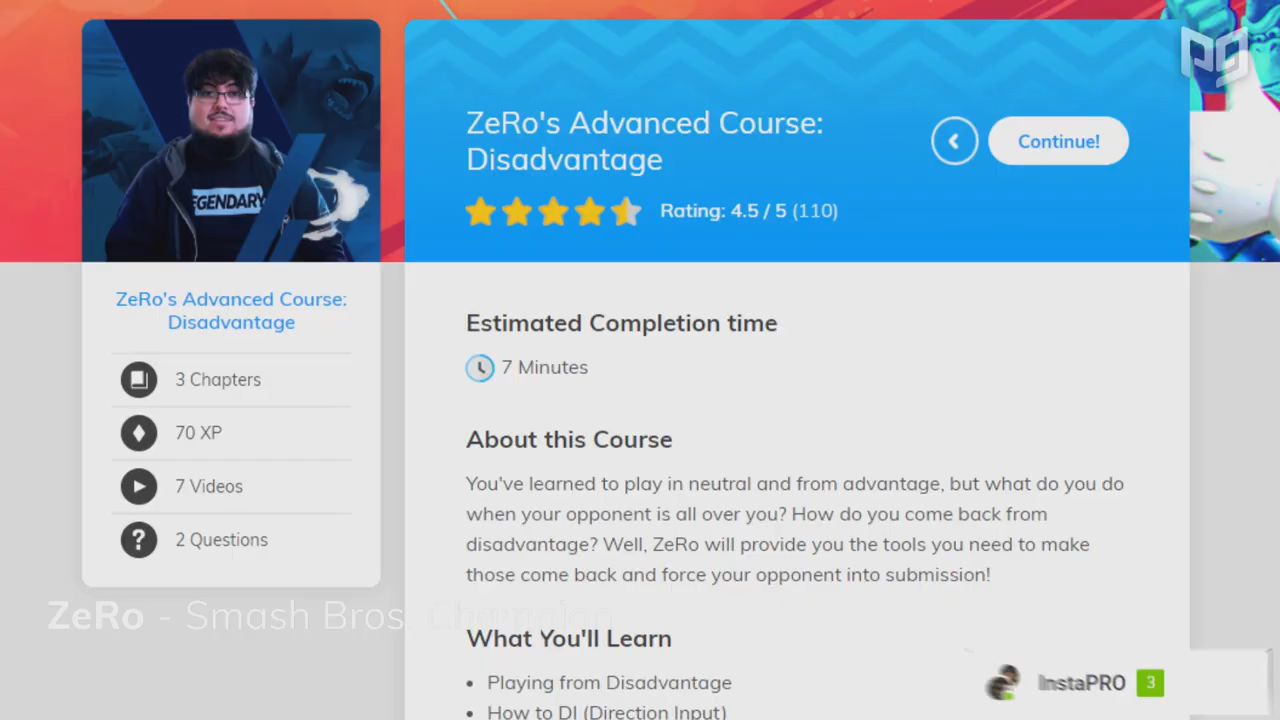 EGENDARY
ZeRo's Advanced Course:
Disadvantage
3 Chapters
70 XP
7 Videos
2 Questions
ZeRo's Advanced Course:
Disadvantage
Continue!
Rating: 4.5 / 5 (110)
Estimated Completion time
7 Minutes
About this Course
You've learned to play in neutral and from advantage, but what do you do
when your opponent is all over you? How do you come back from
disadvantage? Well, ZeRo will provide you the tools you need to make
those come back and force your opponent into submission!
ZeRo - Smash Bros. Champion
What You'll Learn
• Playing from Disadvantage
• How to DI (Direction Input)
InstaPRO 3